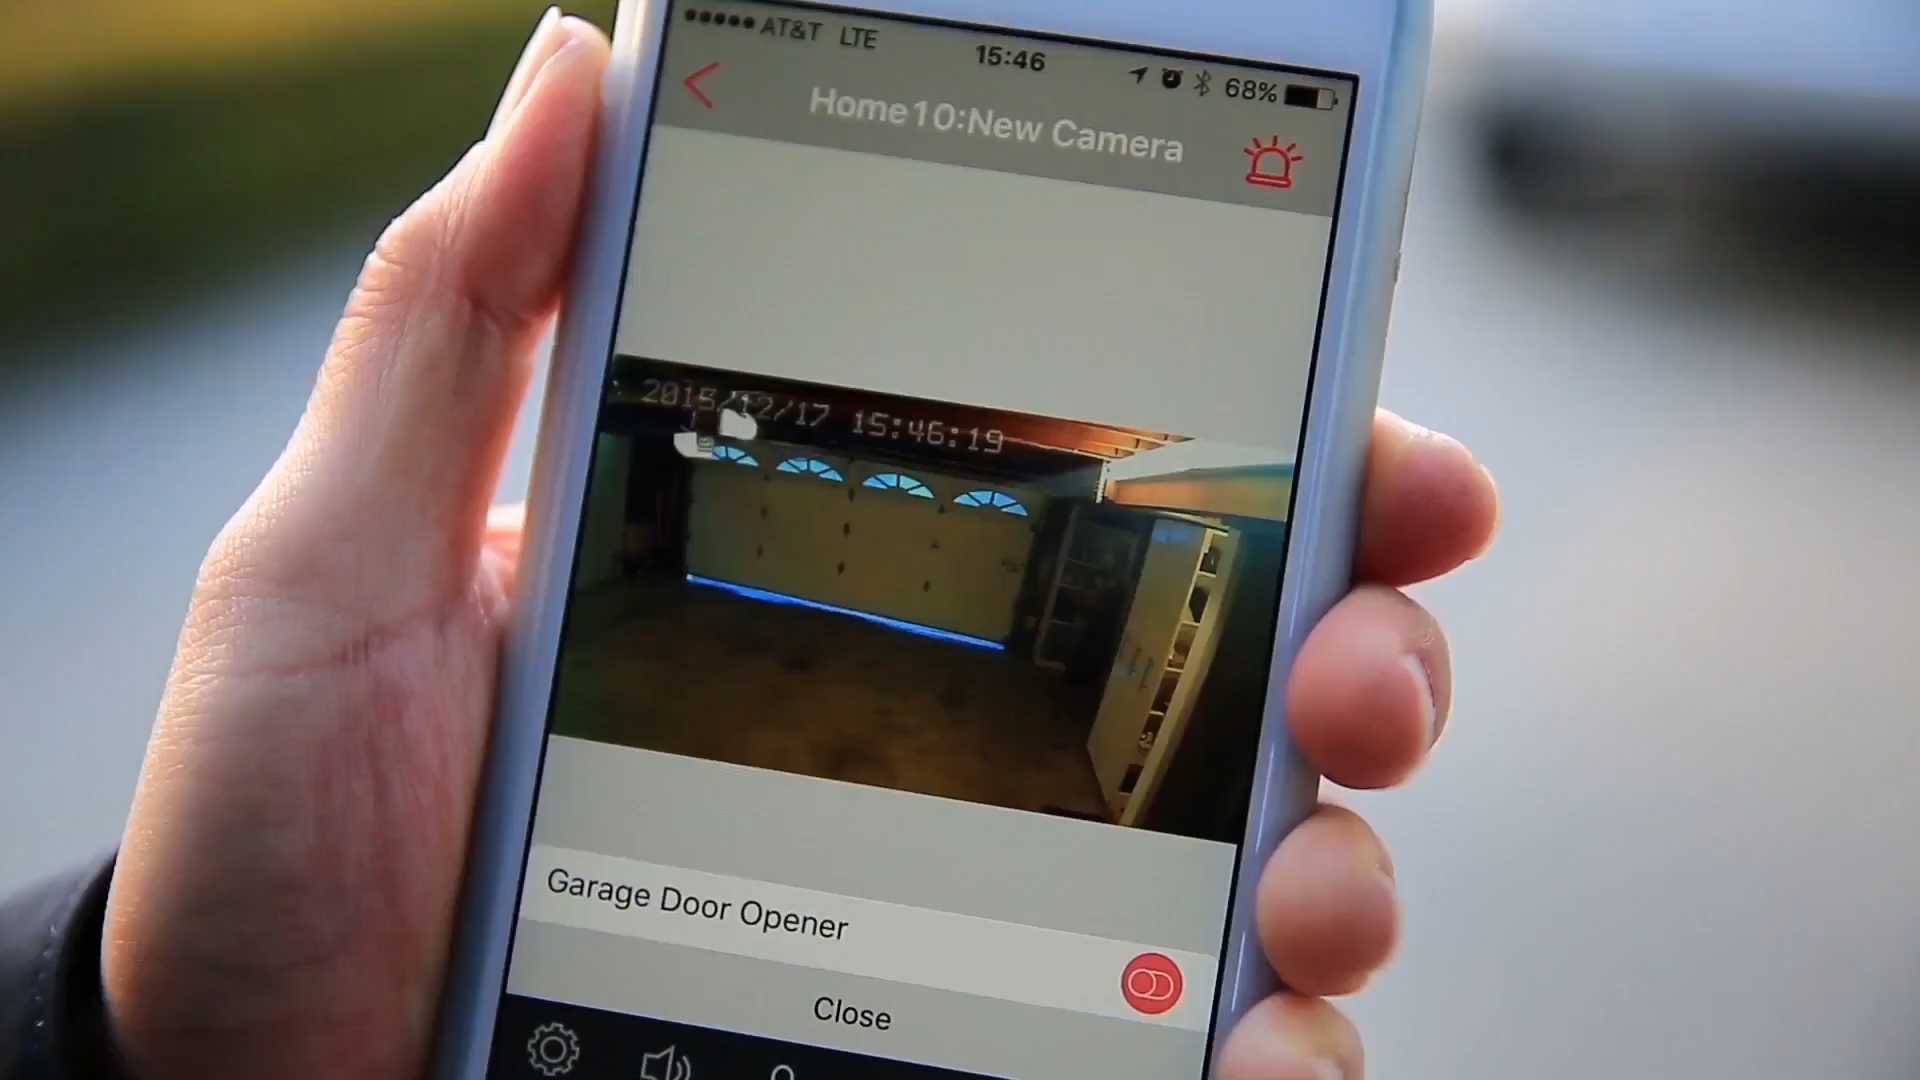 AT&T LTE 15:46 68%
Home10:New Camera
2015/12/17 15:46:19
Garage Door Opener
Close